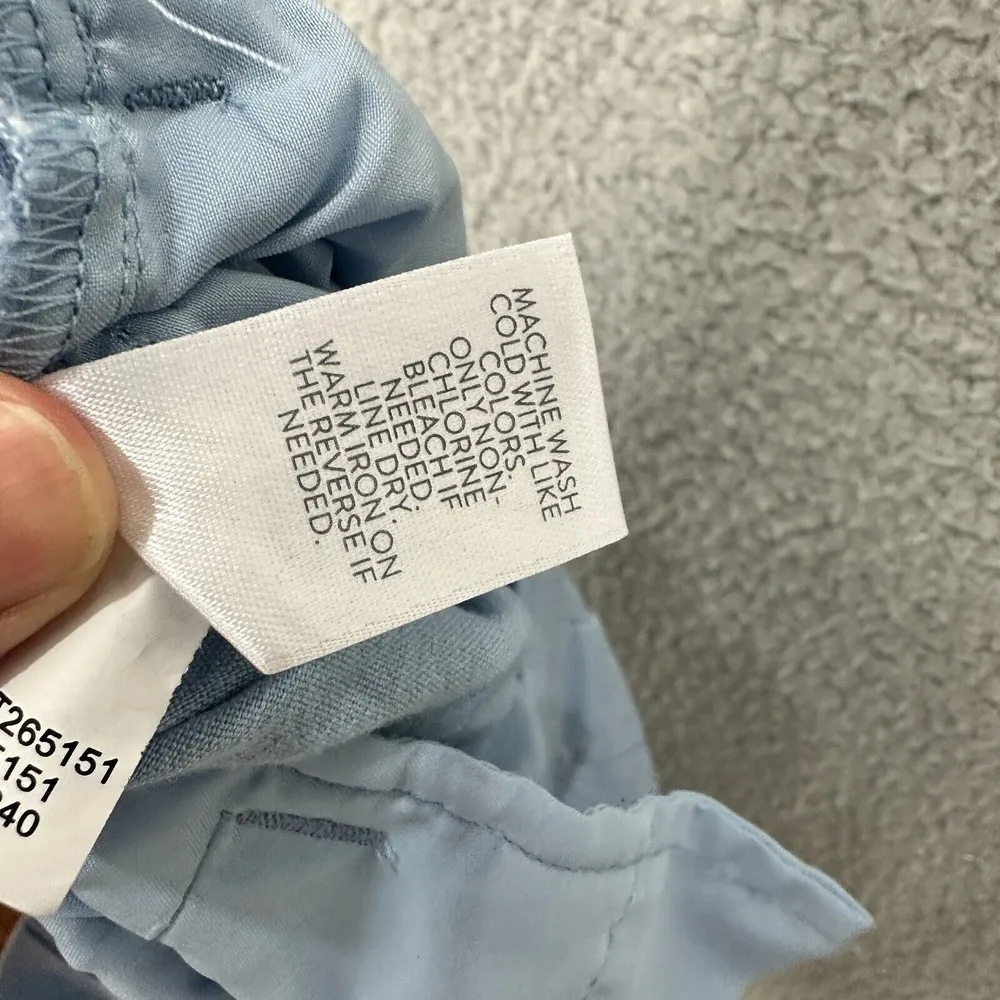 MACHINE WASH
COLD WITH LIKE
COLORS.
ONLY NON-
CHLORINE
BLEACH IF
NEEDED.
LINE DRY.
WARM IRON ON
THE REVERSE IF
NEEDED.
T265151
151
40